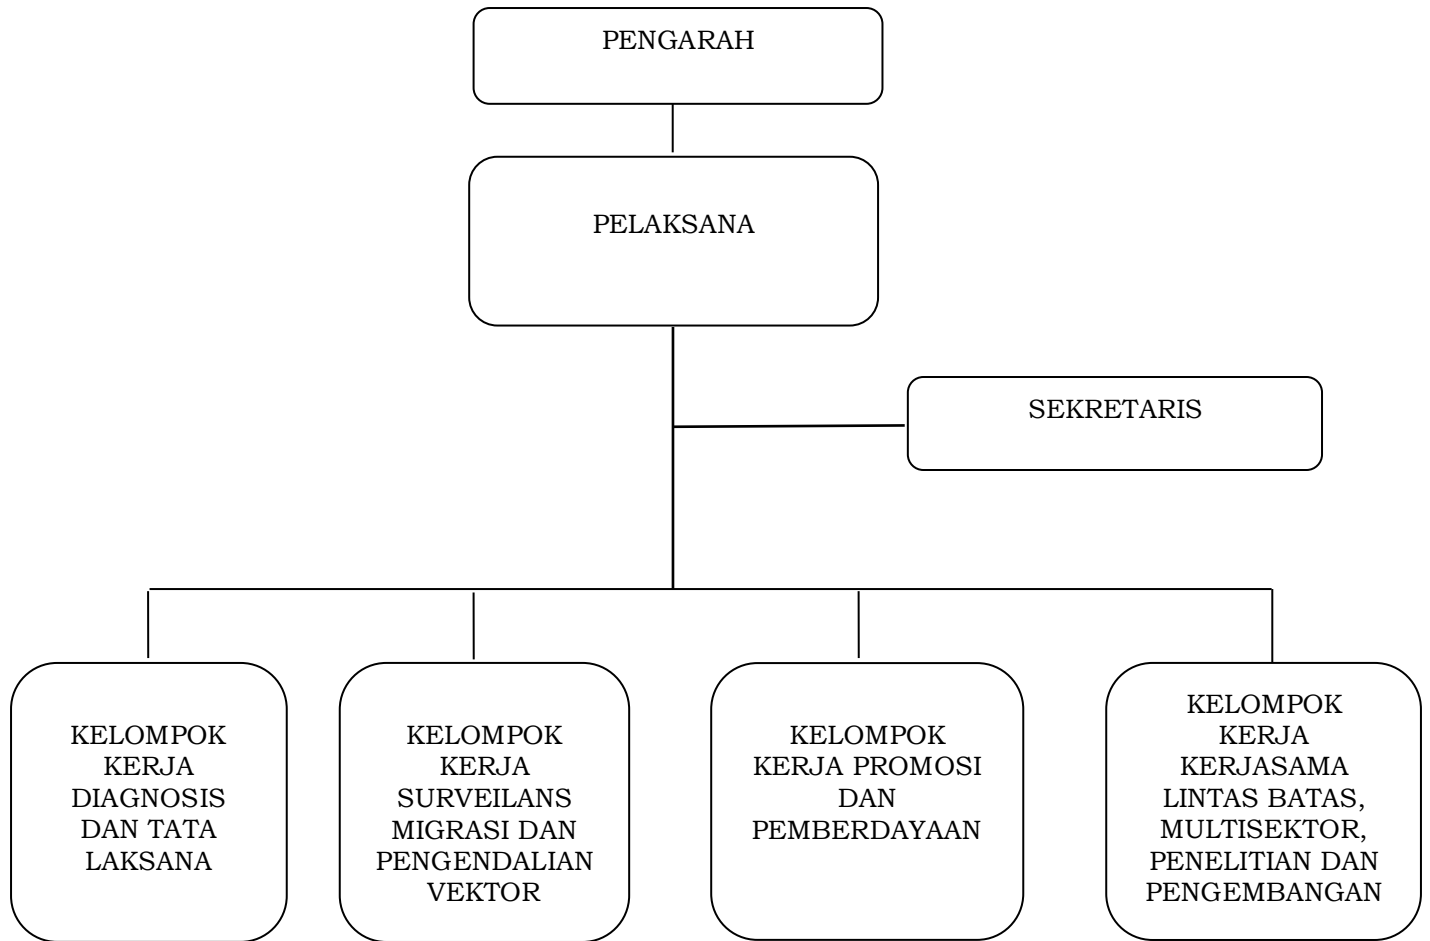 PENGARAH
PELAKSANA
SEKRETARIS
KELOMPOK
KERJA
DIAGNOSIS
DAN TATA
LAKSANA
KELOMPOK
KERJA
SURVEILANS
MIGRASI DAN
PENGENDALIAN
VEKTOR
KELOMPOK
KERJA PROMOSI
DAN
PEMBERDAYAAN
KELOMPOK
KERJA
KERJASAMA
LINTAS BATAS,
MULTISEKTOR,
PENELITIAN DAN
PENGEMBANGAN